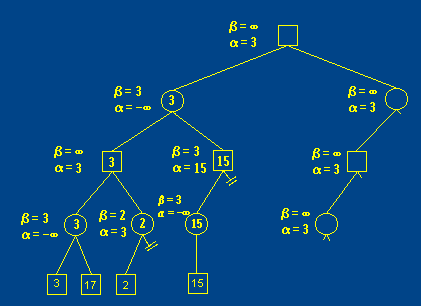 β = ∞
α = 3
β = 3
α = -∞
3
β = ∞
α = 3
β = ∞
α = 3
3
β = 3
α = 15
15
β = ∞
α = 3
β = 3
α = -∞
3
β = 2
α = 3
2
β = 3
α = -∞
15
β = ∞
α = 3
3
17
2
15